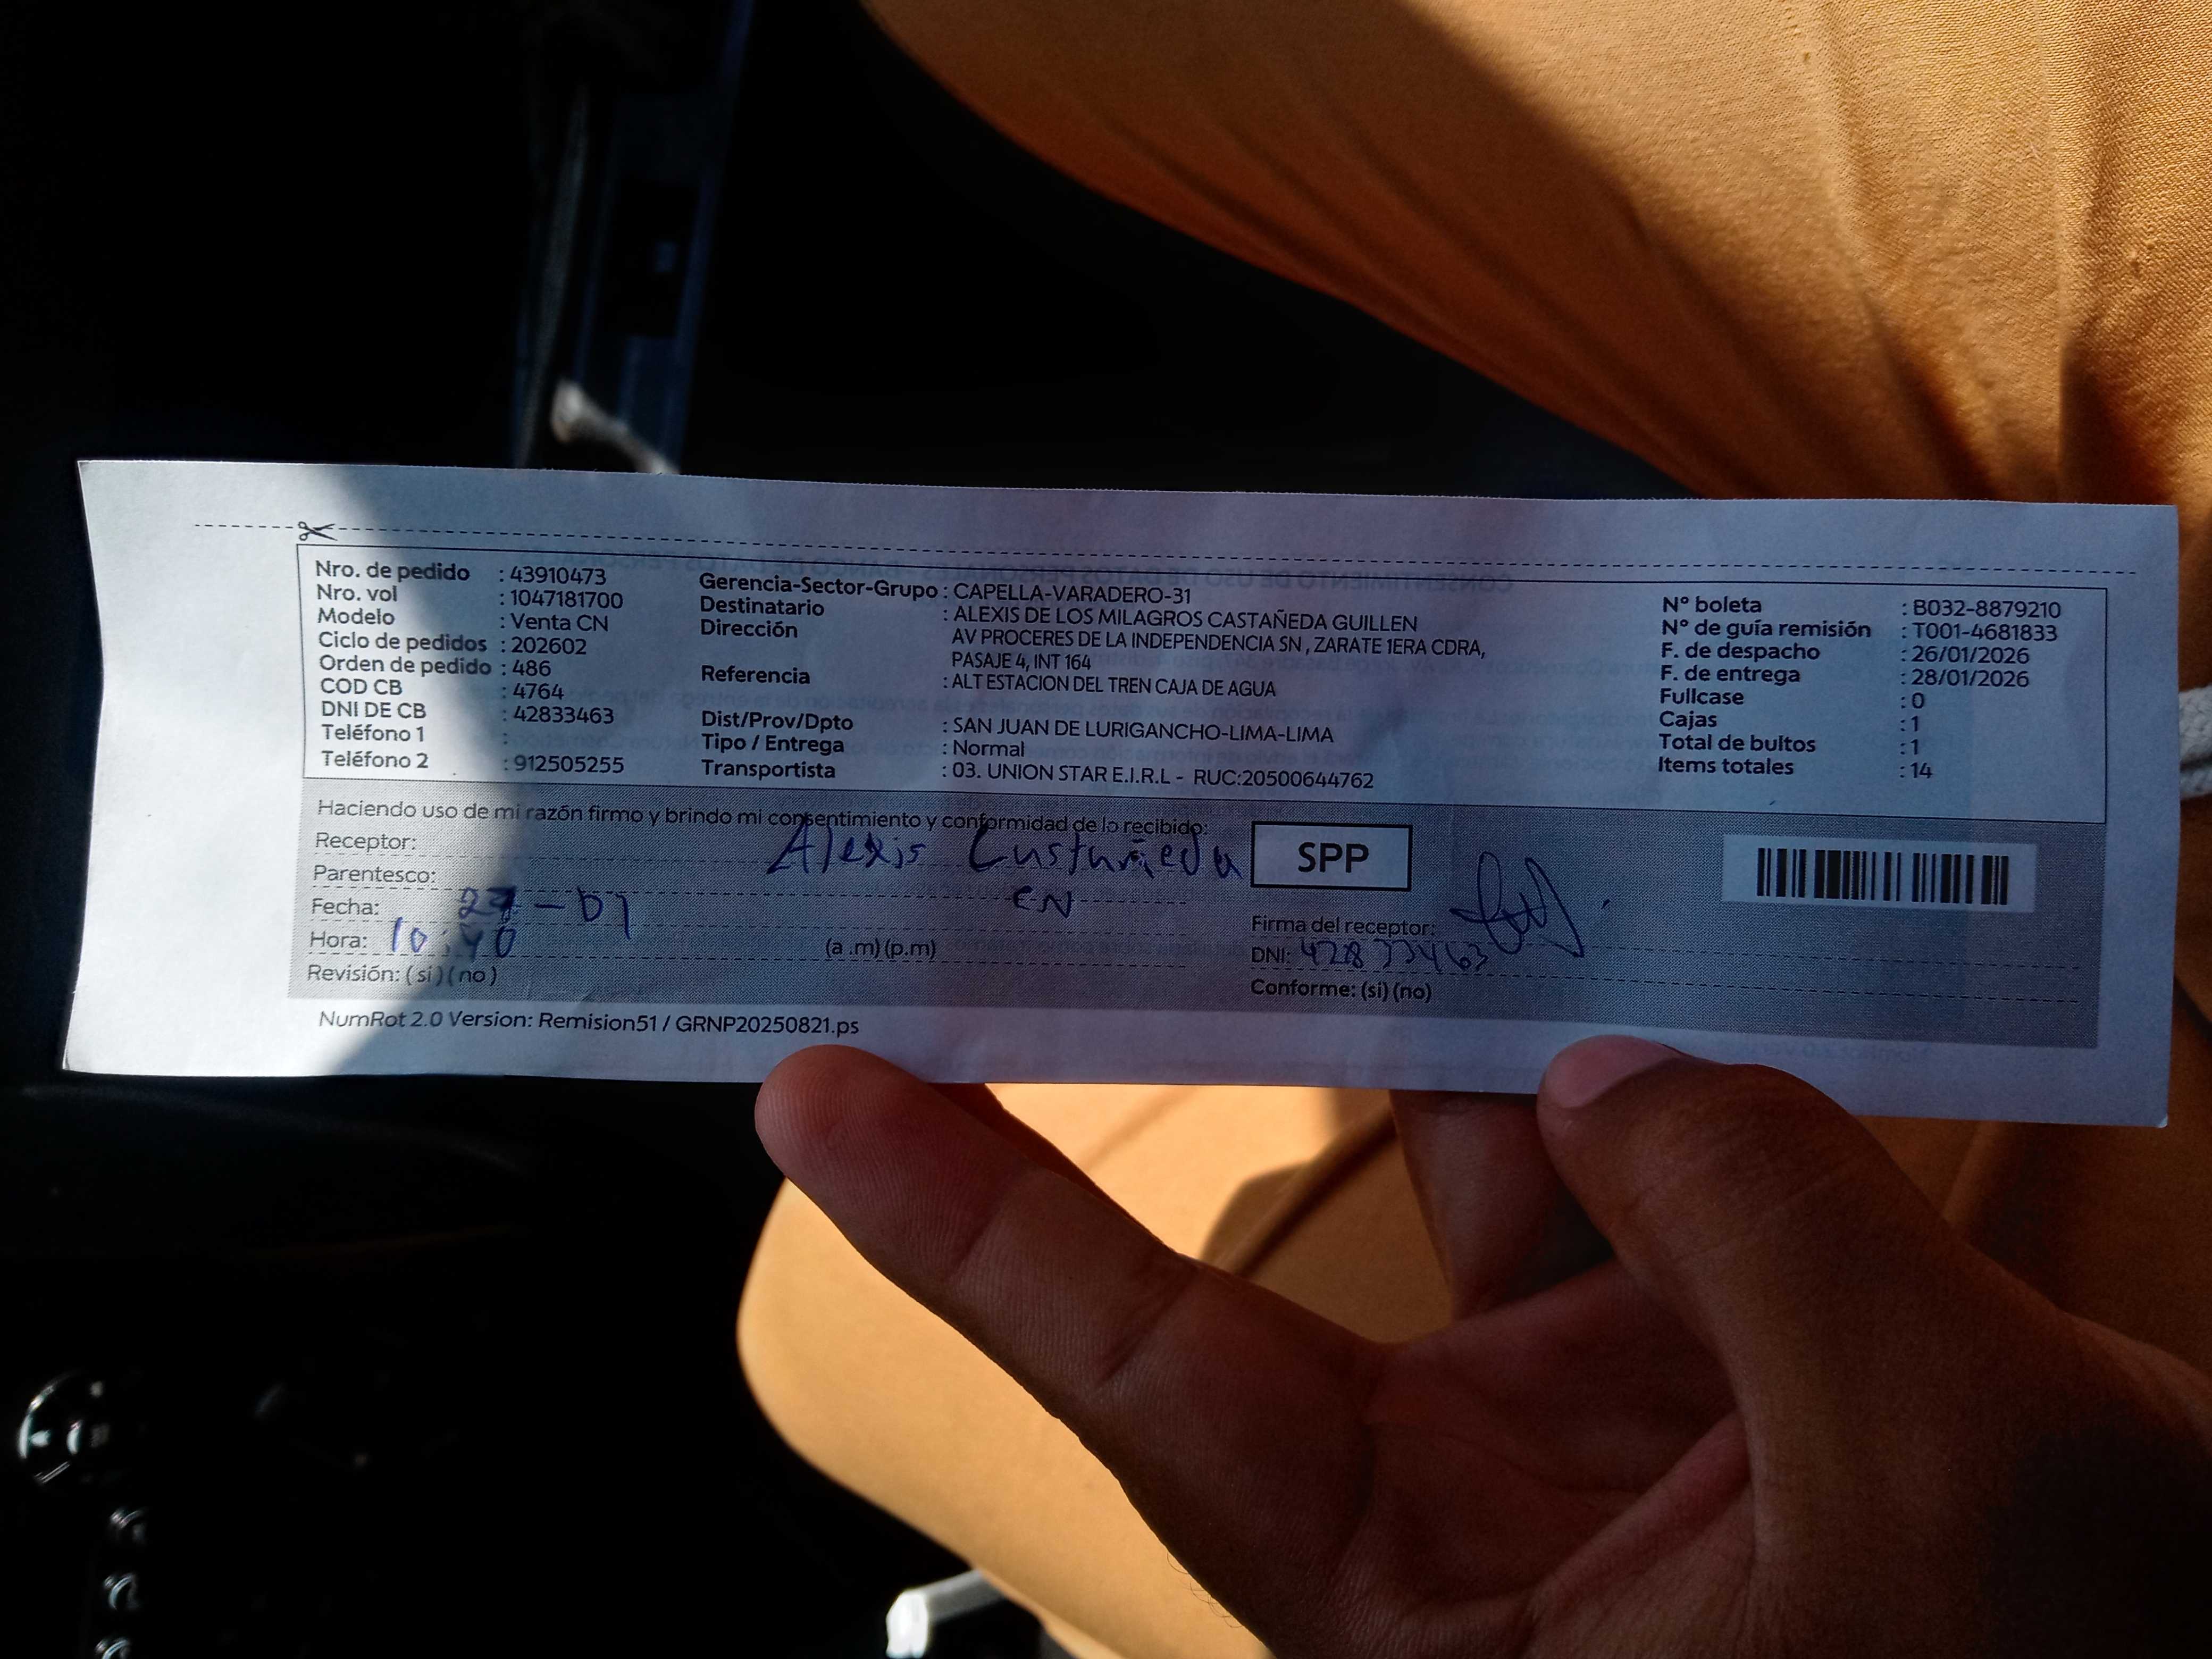 Nro. de pedido : 43910473
Nro. vol : 1047181700
Modelo : Venta CN
Ciclo de pedidos : 202602
Orden de pedido : 486
COD CB : 4764
DNI DE CB : 42833463
Teléfono 1 :
Teléfono 2 : 912505255
Gerencia-Sector-Grupo : CAPELLA-VARADERO-31
Destinatario : ALEXIS DE LOS MILAGROS CASTAÑEDA GUILLEN
Dirección AV PROCERES DE LA INDEPENDENCIA SN , ZARATE 1ERA CDRA,
PASAJE 4, INT 164
Referencia : ALT ESTACION DEL TREN CAJA DE AGUA
Dist/Prov/Dpto : SAN JUAN DE LURIGANCHO-LIMA-LIMA
Tipo / Entrega : Normal
Transportista : 03. UNION STAR E.I.R.L - RUC:20500644762
N° boleta : B032-8879210
N° de guía remisión : T001-4681833
F. de despacho : 26/01/2026
F. de entrega : 28/01/2026
Fullcase : 0
Cajas : 1
Total de bultos : 1
Items totales : 14
Haciendo uso de mi razón firmo y brindo mi consentimiento y conformidad de lo recibido:
Receptor: Alexis Castañeda
Parentesco: CN
Fecha:
Hora: 10:40 (a .m) (p.m)
Revisión: ( si ) ( no )
SPP
Firma del receptor:
DNI: 42833463
Conforme: (si) (no)
NumRot 2.0 Version: Remision51 / GRNP20250821.ps